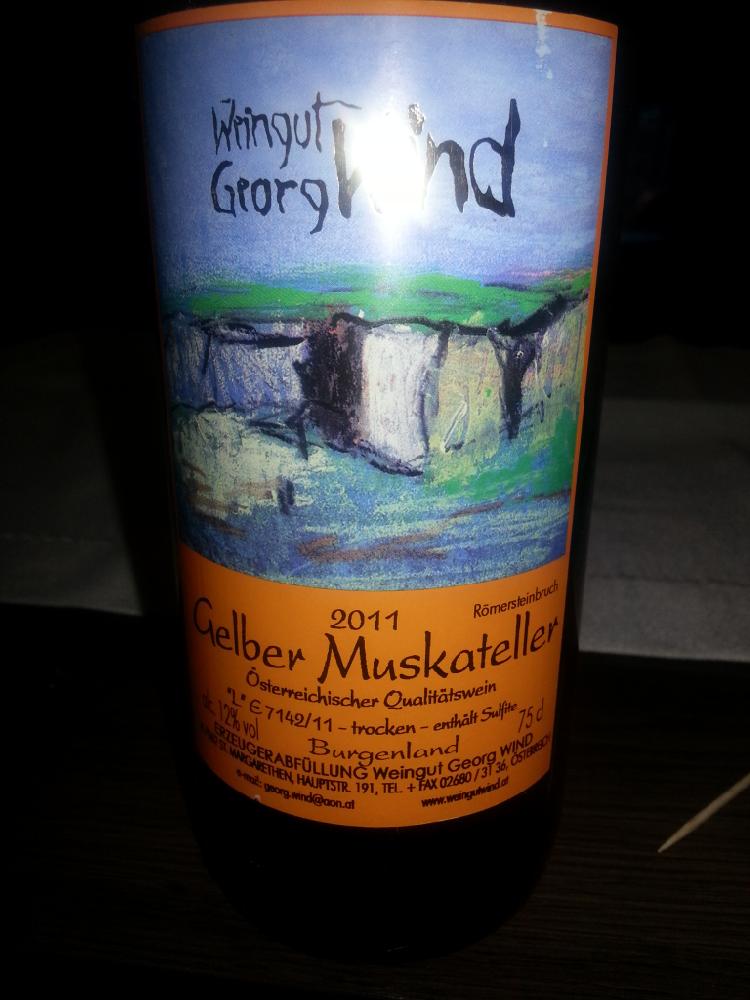 Weingut
Georg Wind
2011
Römersteinbruch
Gelber Muskateller
Österreichischer Qualitätswein
"L" E 7142/11 - trocken - enthält Sulfite
alc. 12% vol
75 cl
Burgenland
ERZEUGERABFÜLLUNG Weingut Georg WIND
ST. MARGARETHEN, HAUPTSTR. 191, TEL. + FAX 02680 / 31 36, ÖSTERREICH
e-mail: georg.wind@aon.at
www.weingutwind.at